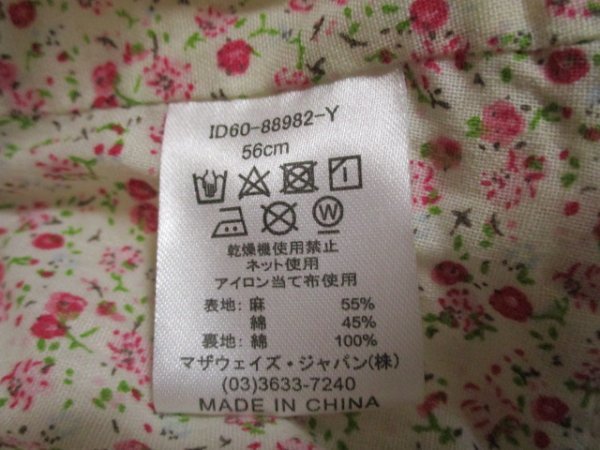 ID60-88982-Y
56cm
W
乾燥機使用禁止
ネット使用
アイロン当て布使用
表地: 麻 55%
綿 45%
裏地: 綿 100%
マザウェイズ・ジャパン(株)
(03)3633-7240
MADE IN CHINA